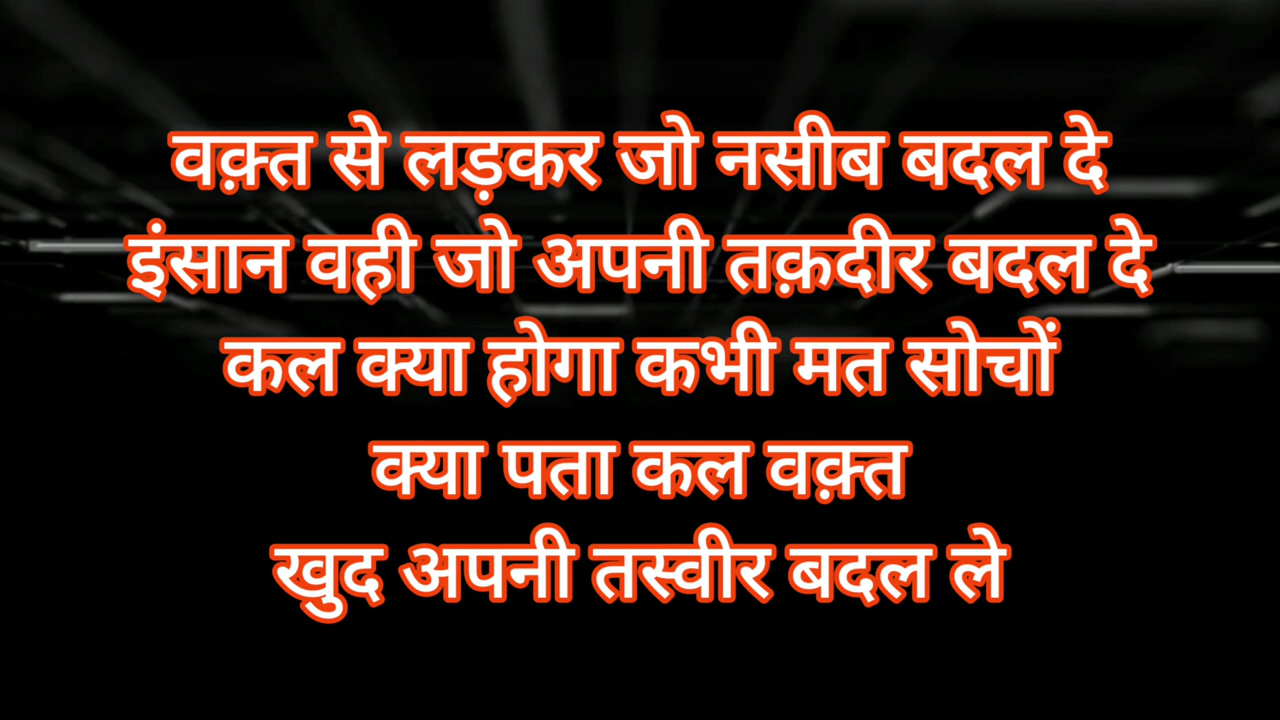 वक़्त से लड़कर जो नसीब बदल दे
इंसान वही जो अपनी तक़दीर बदल दे
कल क्या होगा कभी मत सोचों
क्या पता कल वक़्त
खुद अपनी तस्वीर बदल ले